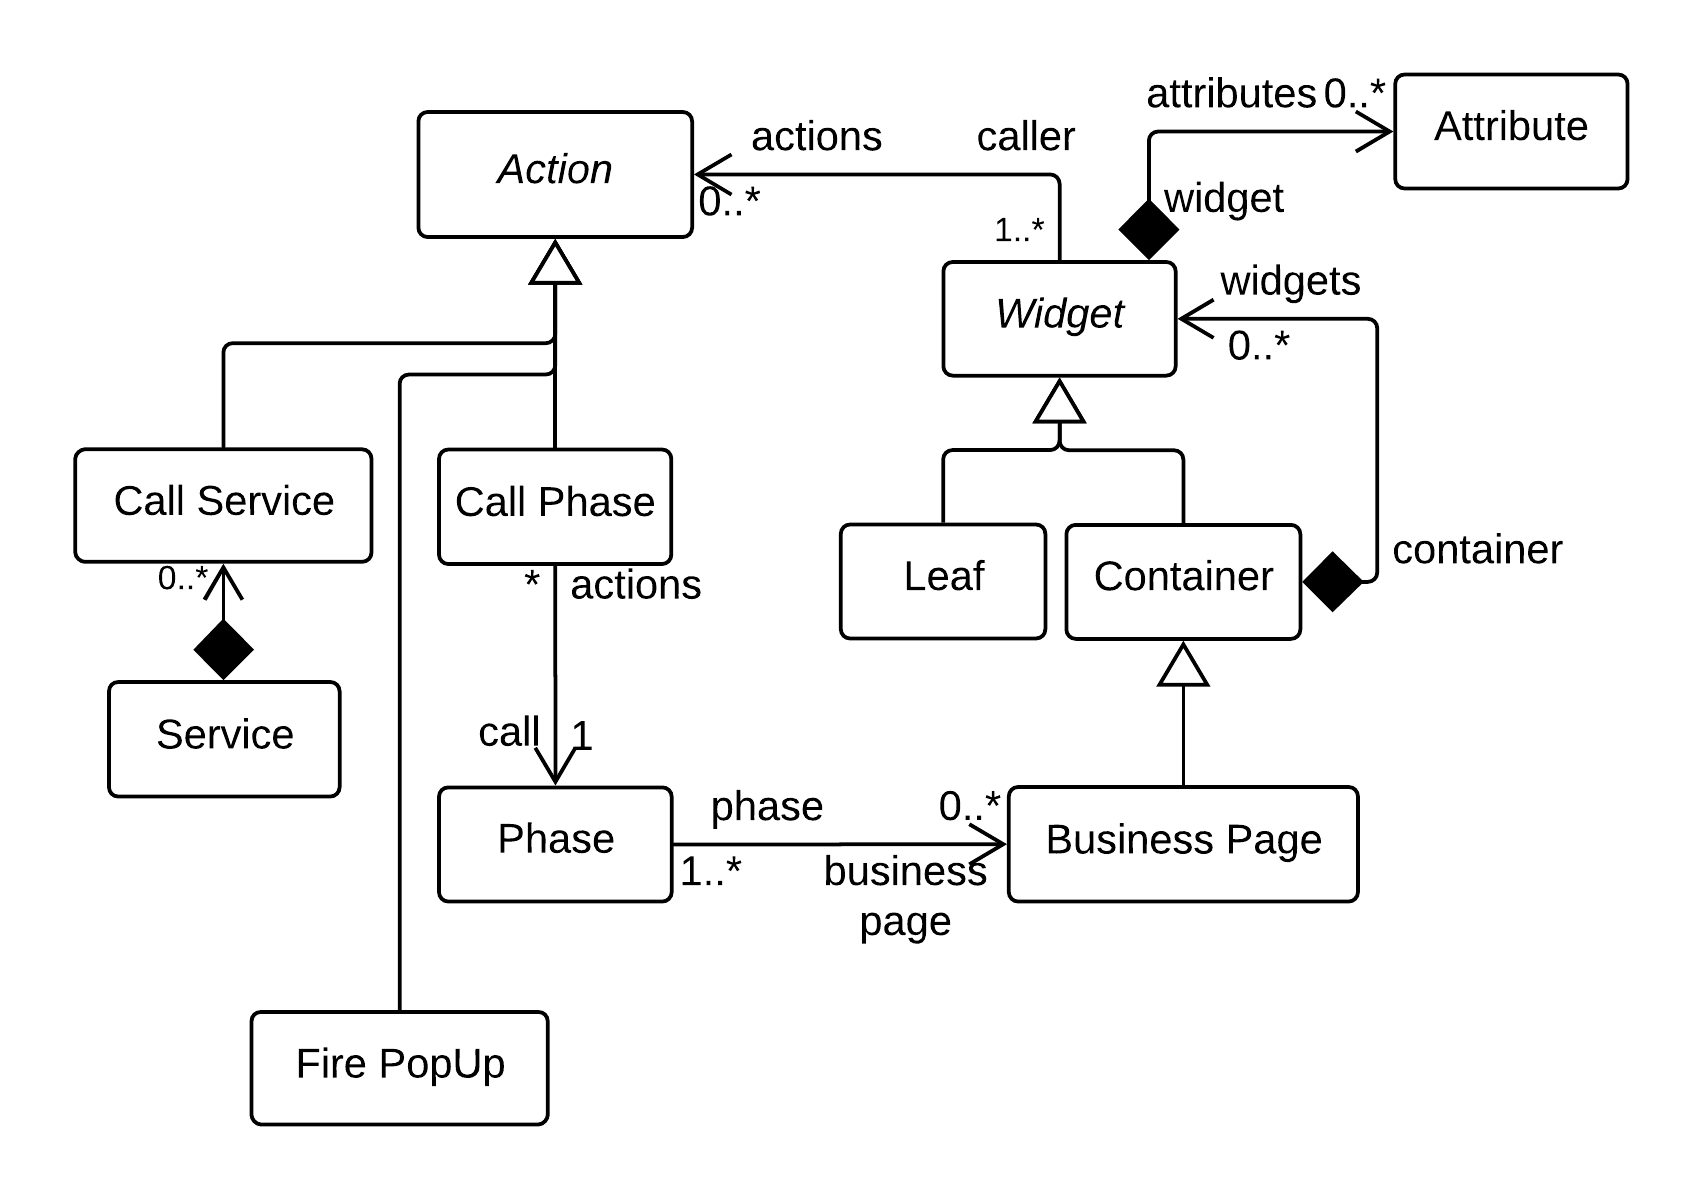 attributes 0..*
Attribute
actions
caller
Action
0..*
widget
1..*
widgets
Widget
0..*
Call Service
Call Phase
container
Leaf
Container
0..*
* actions
Service
call 1
phase
0..*
Phase
Business Page
1..*
business
page
Fire PopUp